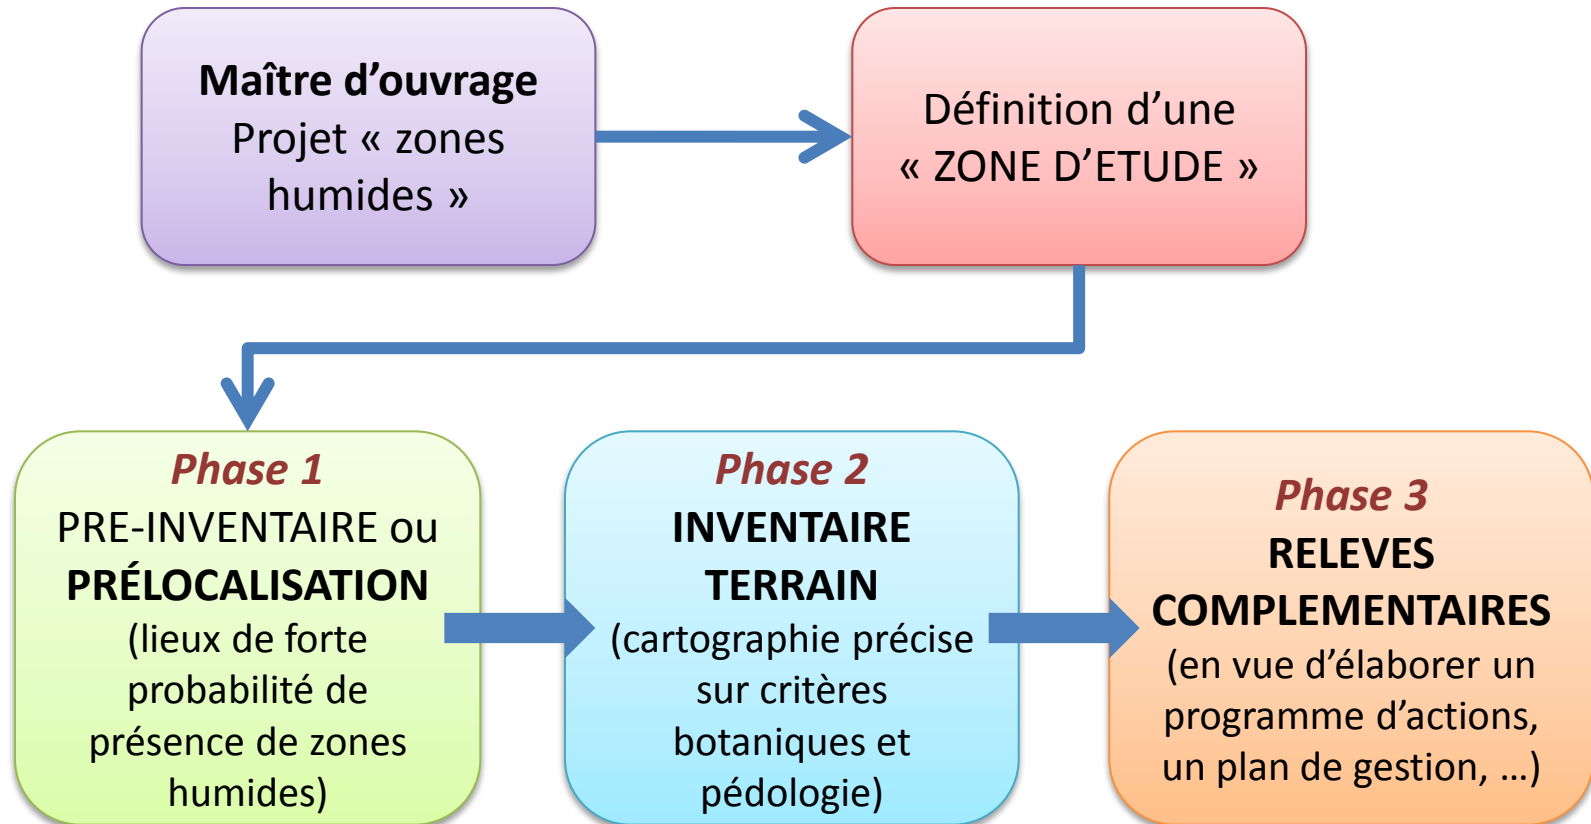 Maître d’ouvrage
Projet « zones
humides »
Définition d’une
« ZONE D’ETUDE »
Phase 1
PRE-INVENTAIRE ou
PRÉLOCALISATION
(lieux de forte
probabilité de
présence de zones
humides)
Phase 2
INVENTAIRE
TERRAIN
(cartographie précise
sur critères
botaniques et
pédologie)
Phase 3
RELEVES
COMPLEMENTAIRES
(en vue d’élaborer un
programme d’actions,
un plan de gestion, …)